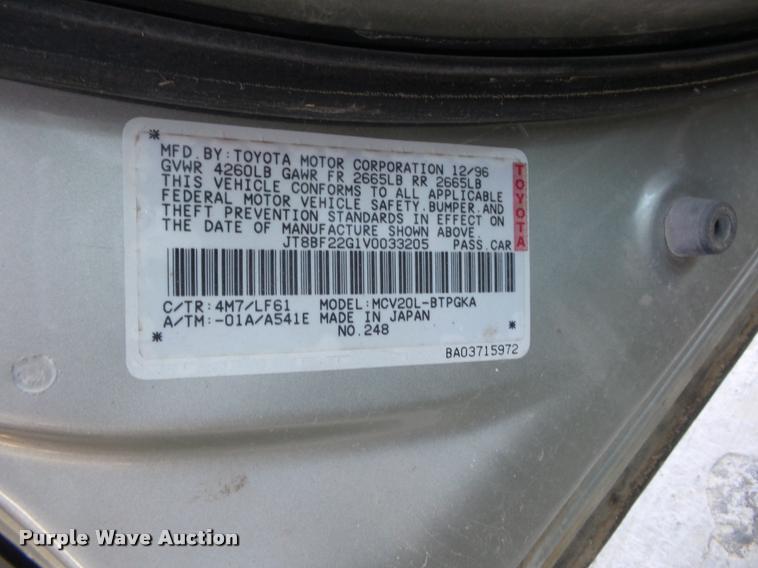 MFD. BY: TOYOTA MOTOR CORPORATION 12/96
GVWR 4260LB GAWR FR 2665LB RR 2665LB
THIS VEHICLE CONFORMS TO ALL APPLICABLE
FEDERAL MOTOR VEHICLE SAFETY, BUMPER, AND
THEFT PREVENTION STANDARDS IN EFFECT ON
THE DATE OF MANUFACTURE SHOWN ABOVE.
JT8BF22G1V0033205 PASS. CAR
TOYOTA
C/TR: 4M7/LF61 MODEL: MCV20L-BTPGKA
A/TM: -01A/A541E MADE IN JAPAN
NO. 248
BA03715972
Purple Wave Auction